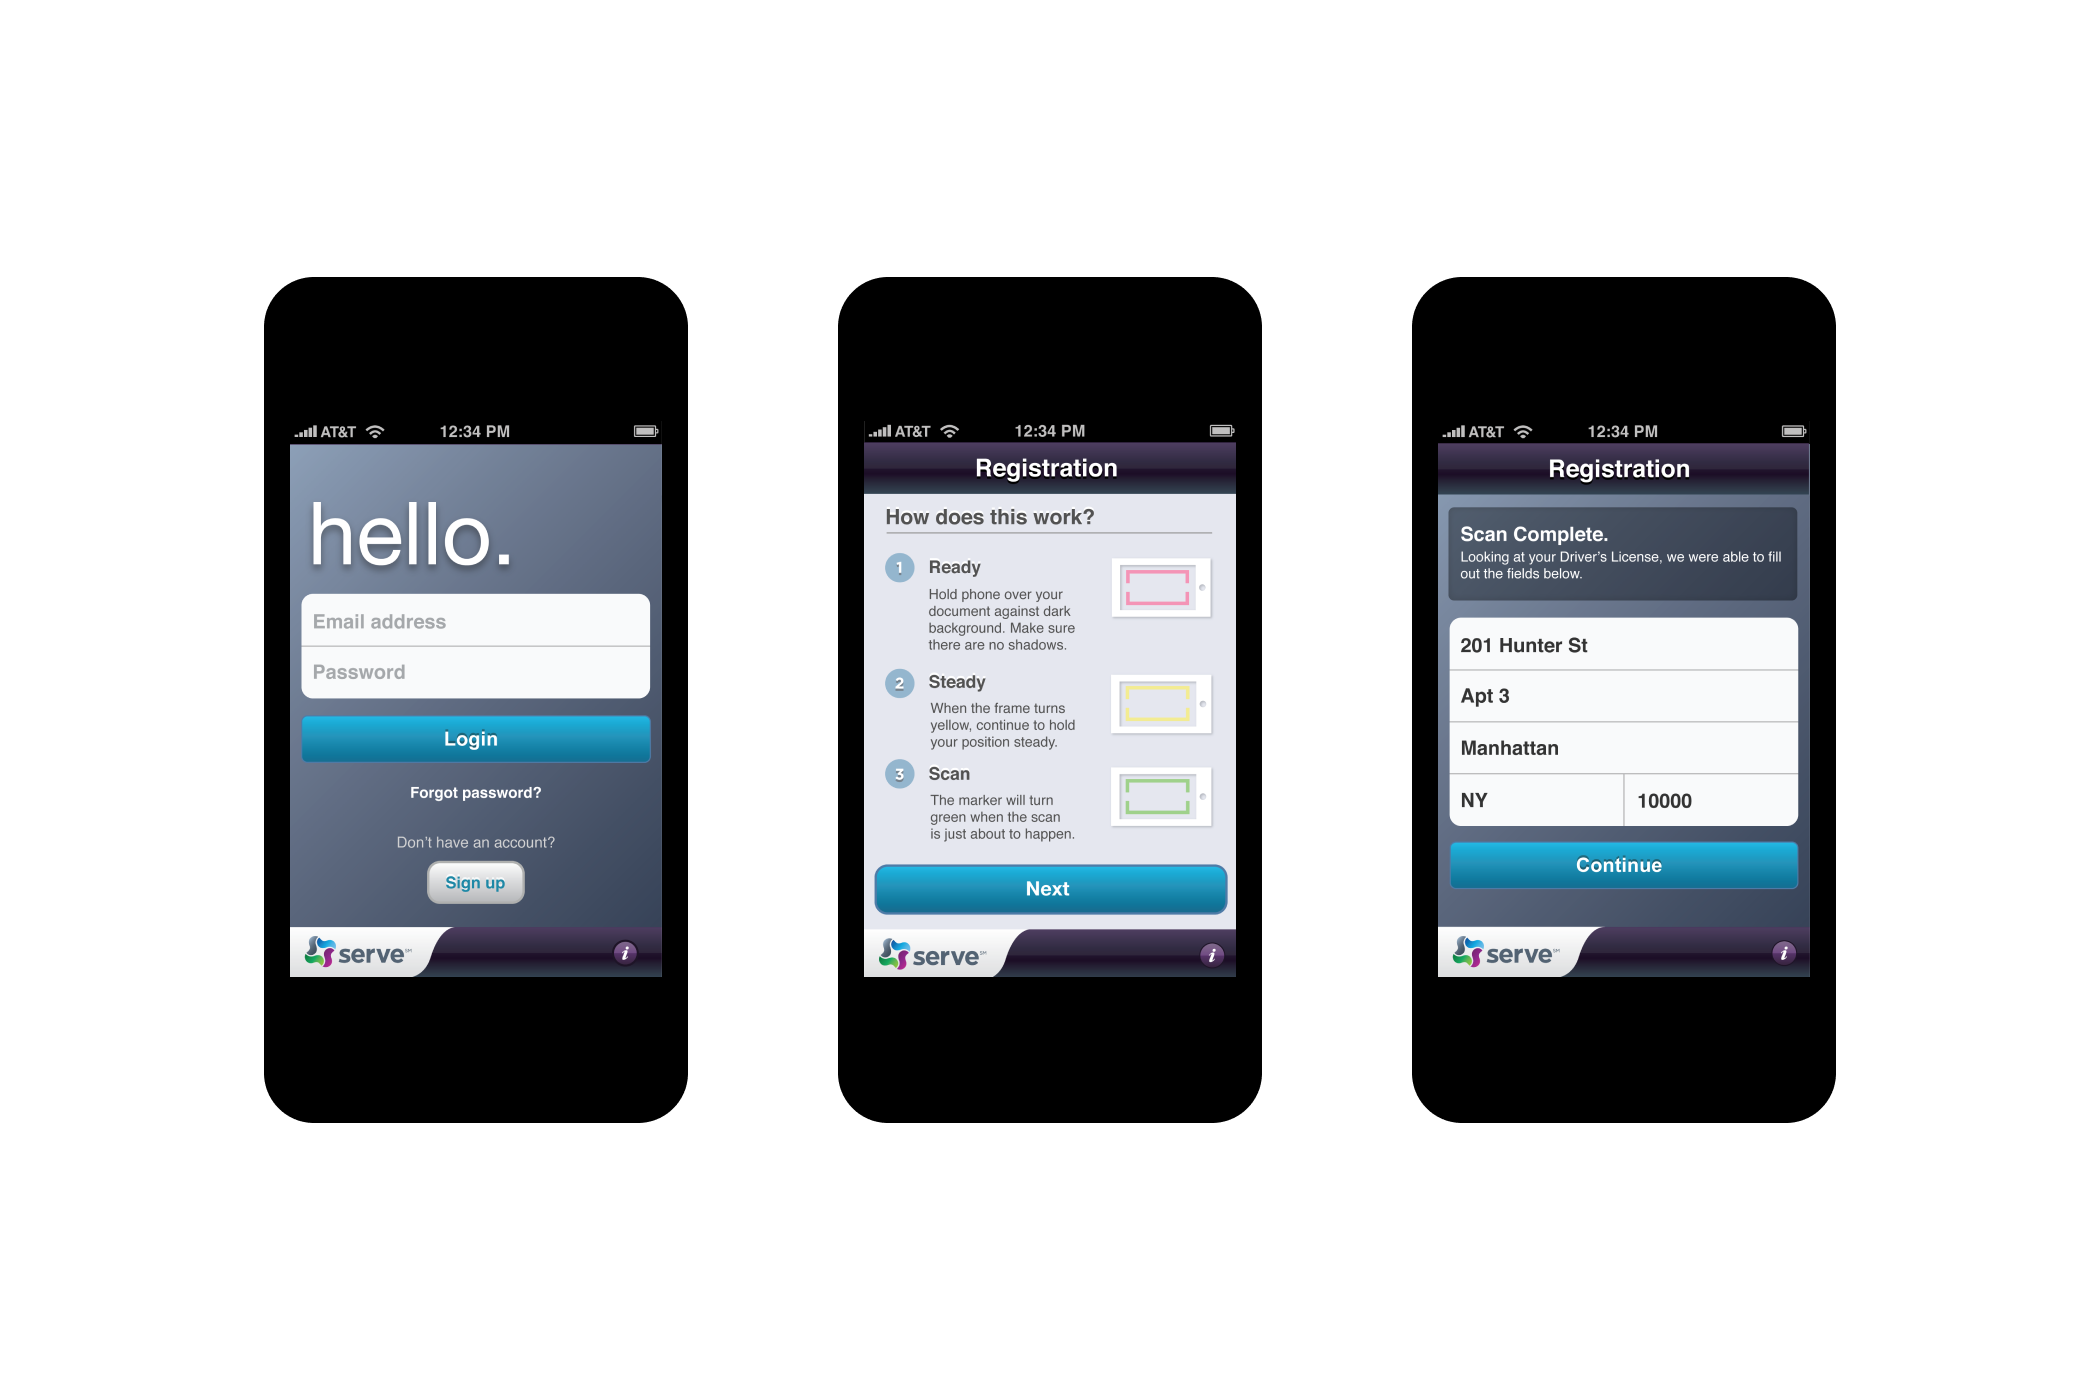 AT&T 12:34 PM
hello.
Email address
Password
Login
Forgot password?
Don't have an account?
Sign up
serve℠
i
AT&T 12:34 PM
Registration
How does this work?
1 Ready
Hold phone over your
document against dark
background. Make sure
there are no shadows.
2 Steady
When the frame turns
yellow, continue to hold
your position steady.
3 Scan
The marker will turn
green when the scan
is just about to happen.
Next
serve℠
i
AT&T 12:34 PM
Registration
Scan Complete.
Looking at your Driver's License, we were able to fill
out the fields below.
201 Hunter St
Apt 3
Manhattan
NY 10000
Continue
serve℠
i